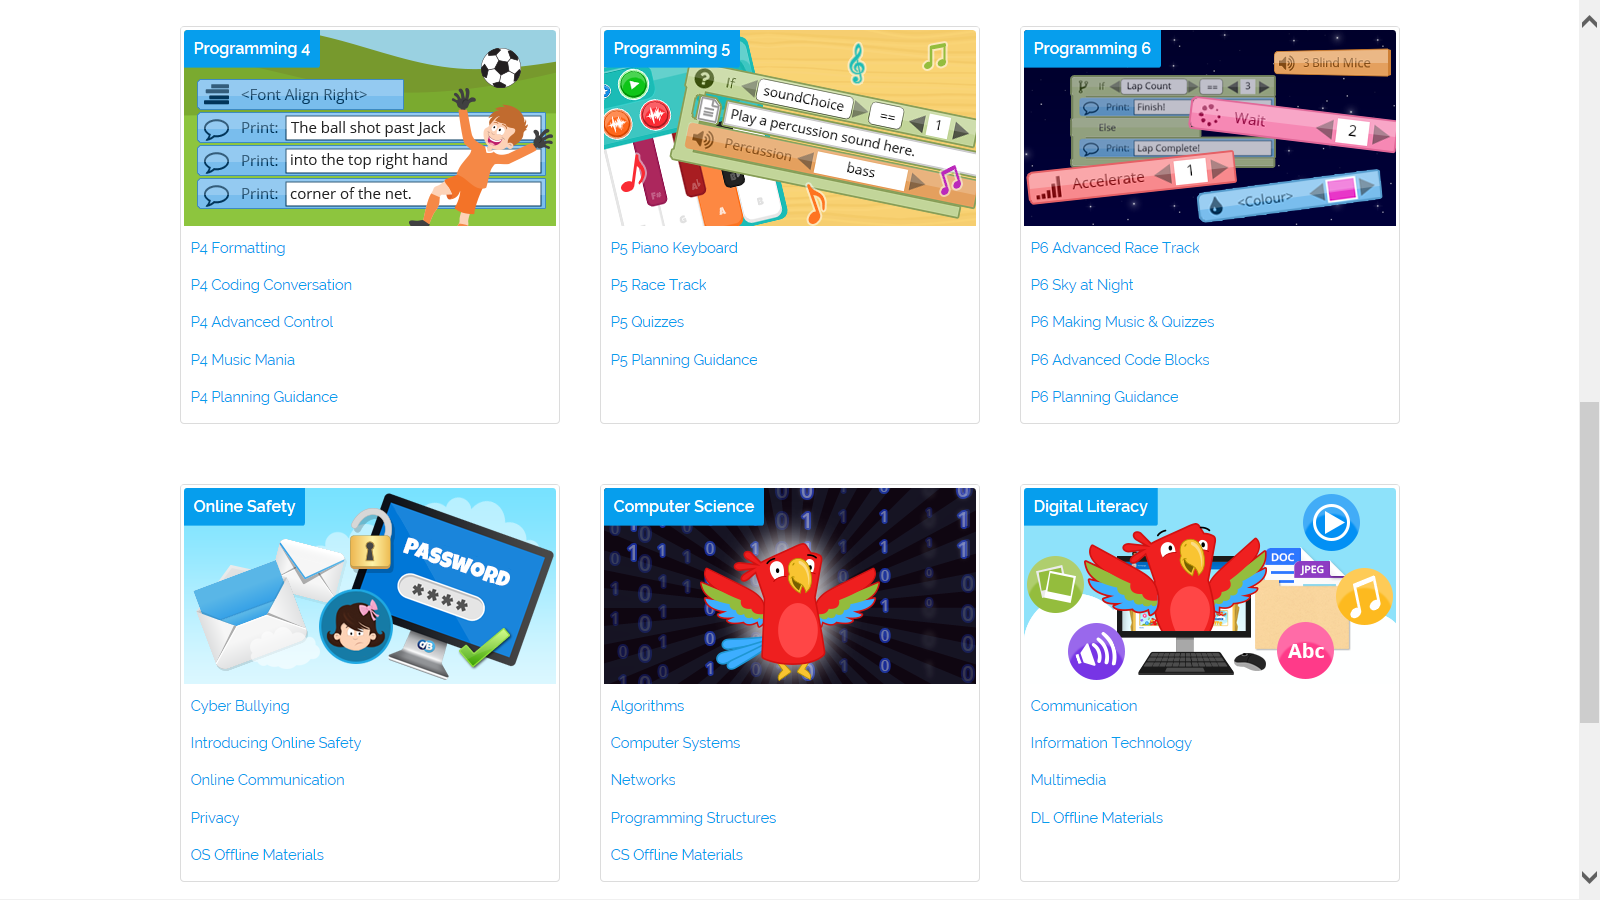 Programming 4
<Font Align Right>
Print: The ball shot past Jack
Print: into the top right hand
Print: corner of the net.
P4 Formatting
P4 Coding Conversation
P4 Advanced Control
P4 Music Mania
P4 Planning Guidance
Programming 5
? If soundChoice == 1
Play a percussion sound here.
Percussion bass
F# A# B♭
G A B
P5 Piano Keyboard
P5 Race Track
P5 Quizzes
P5 Planning Guidance
Programming 6
3 Blind Mice
If Lap Count == 3
Print: Finish!
Wait 2
Else
Print: Lap Complete!
Accelerate 1
<Colour>
P6 Advanced Race Track
P6 Sky at Night
P6 Making Music & Quizzes
P6 Advanced Code Blocks
P6 Planning Guidance
Online Safety
PASSWORD
****
GB
Cyber Bullying
Introducing Online Safety
Online Communication
Privacy
OS Offline Materials
Computer Science
Algorithms
Computer Systems
Networks
Programming Structures
CS Offline Materials
Digital Literacy
DOC
JPEG
Abc
Communication
Information Technology
Multimedia
DL Offline Materials